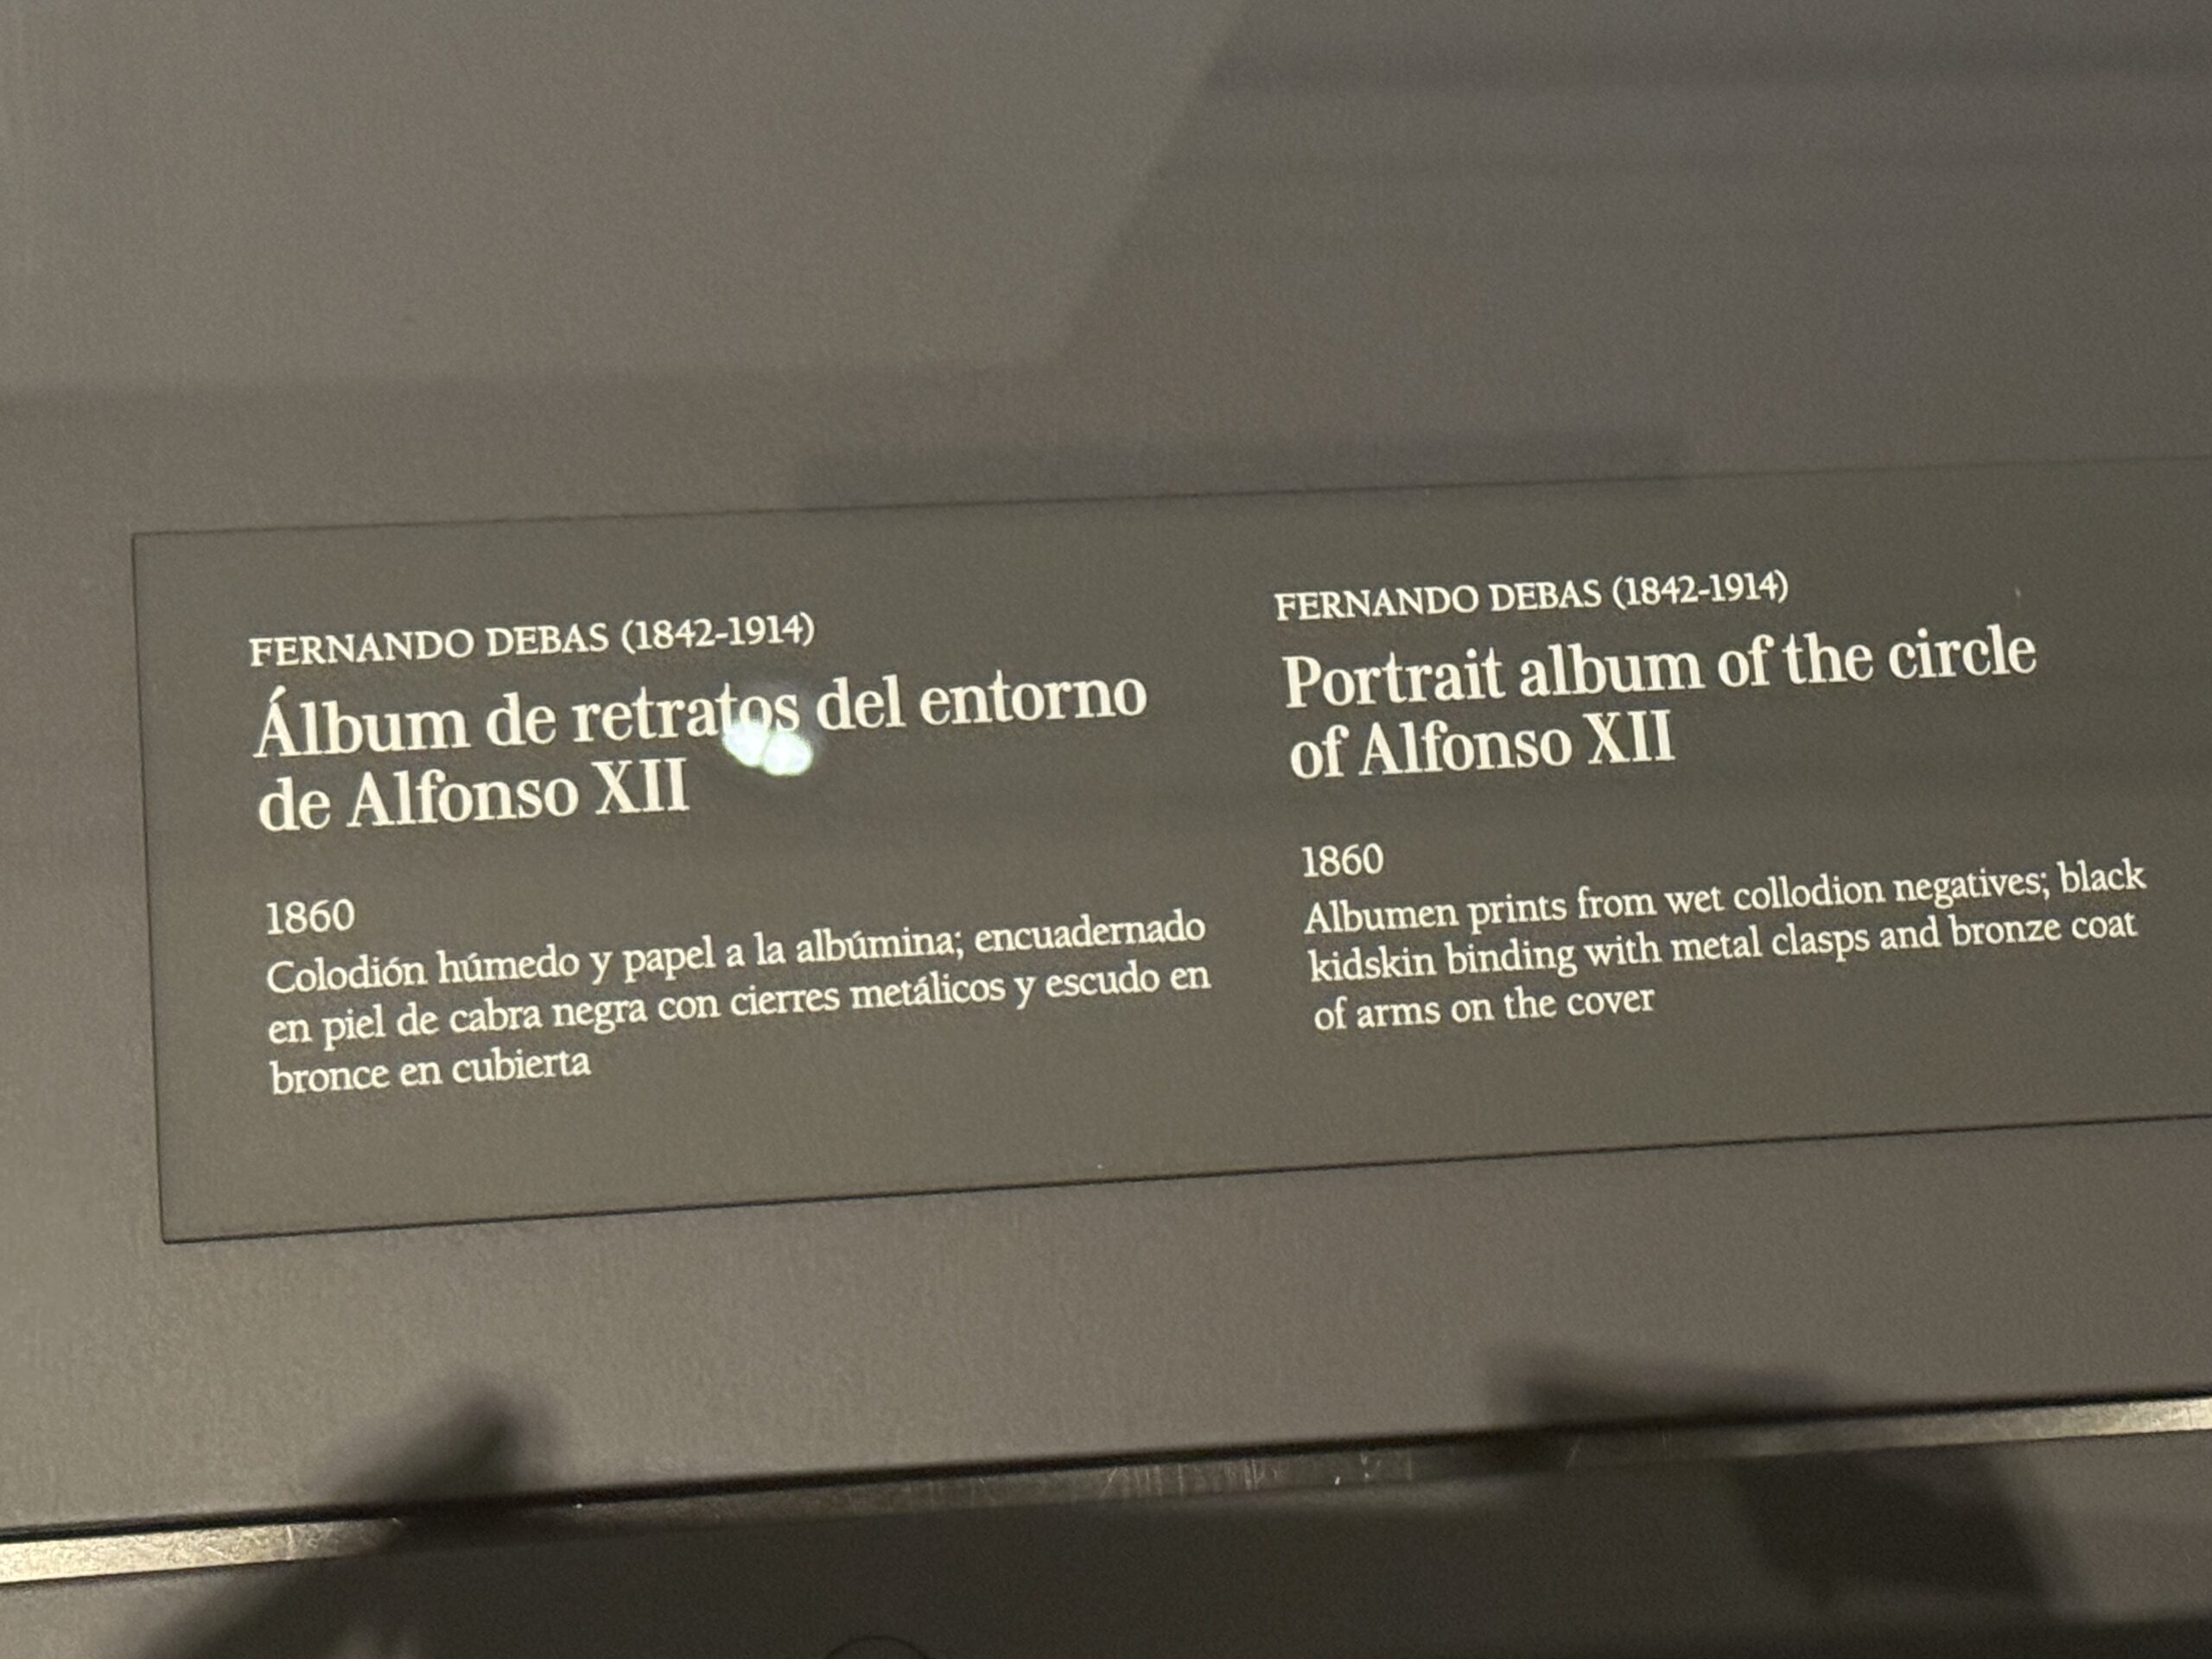 FERNANDO DEBAS (1842-1914)
Álbum de retratos del entorno
de Alfonso XII
1860
Colodión húmedo y papel a la albúmina; encuadernado
en piel de cabra negra con cierres metálicos y escudo en
bronce en cubierta
FERNANDO DEBAS (1842-1914)
Portrait album of the circle
of Alfonso XII
1860
Albumen prints from wet collodion negatives; black
kidskin binding with metal clasps and bronze coat
of arms on the cover